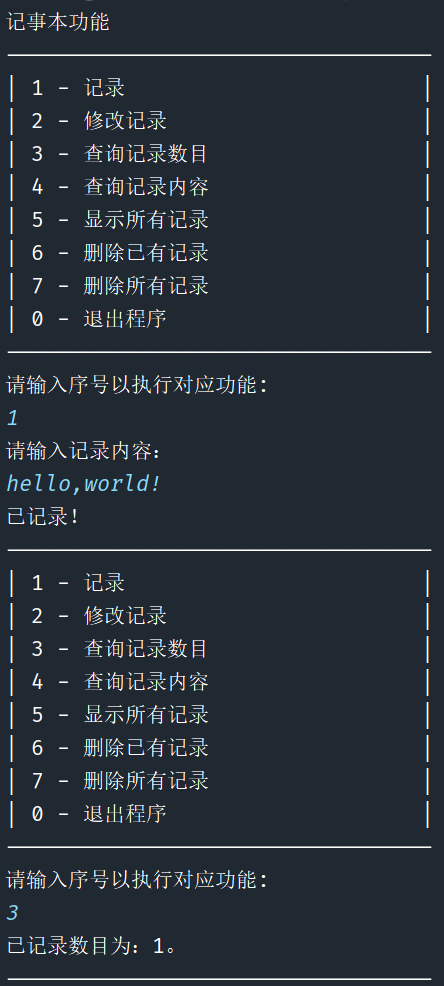 记事本功能
| 1 - 记录 |
| 2 - 修改记录 |
| 3 - 查询记录数目 |
| 4 - 查询记录内容 |
| 5 - 显示所有记录 |
| 6 - 删除已有记录 |
| 7 - 删除所有记录 |
| 0 - 退出程序 |
请输入序号以执行对应功能:
1
请输入记录内容:
hello,world!
已记录!
| 1 - 记录 |
| 2 - 修改记录 |
| 3 - 查询记录数目 |
| 4 - 查询记录内容 |
| 5 - 显示所有记录 |
| 6 - 删除已有记录 |
| 7 - 删除所有记录 |
| 0 - 退出程序 |
请输入序号以执行对应功能:
3
已记录数目为：1。